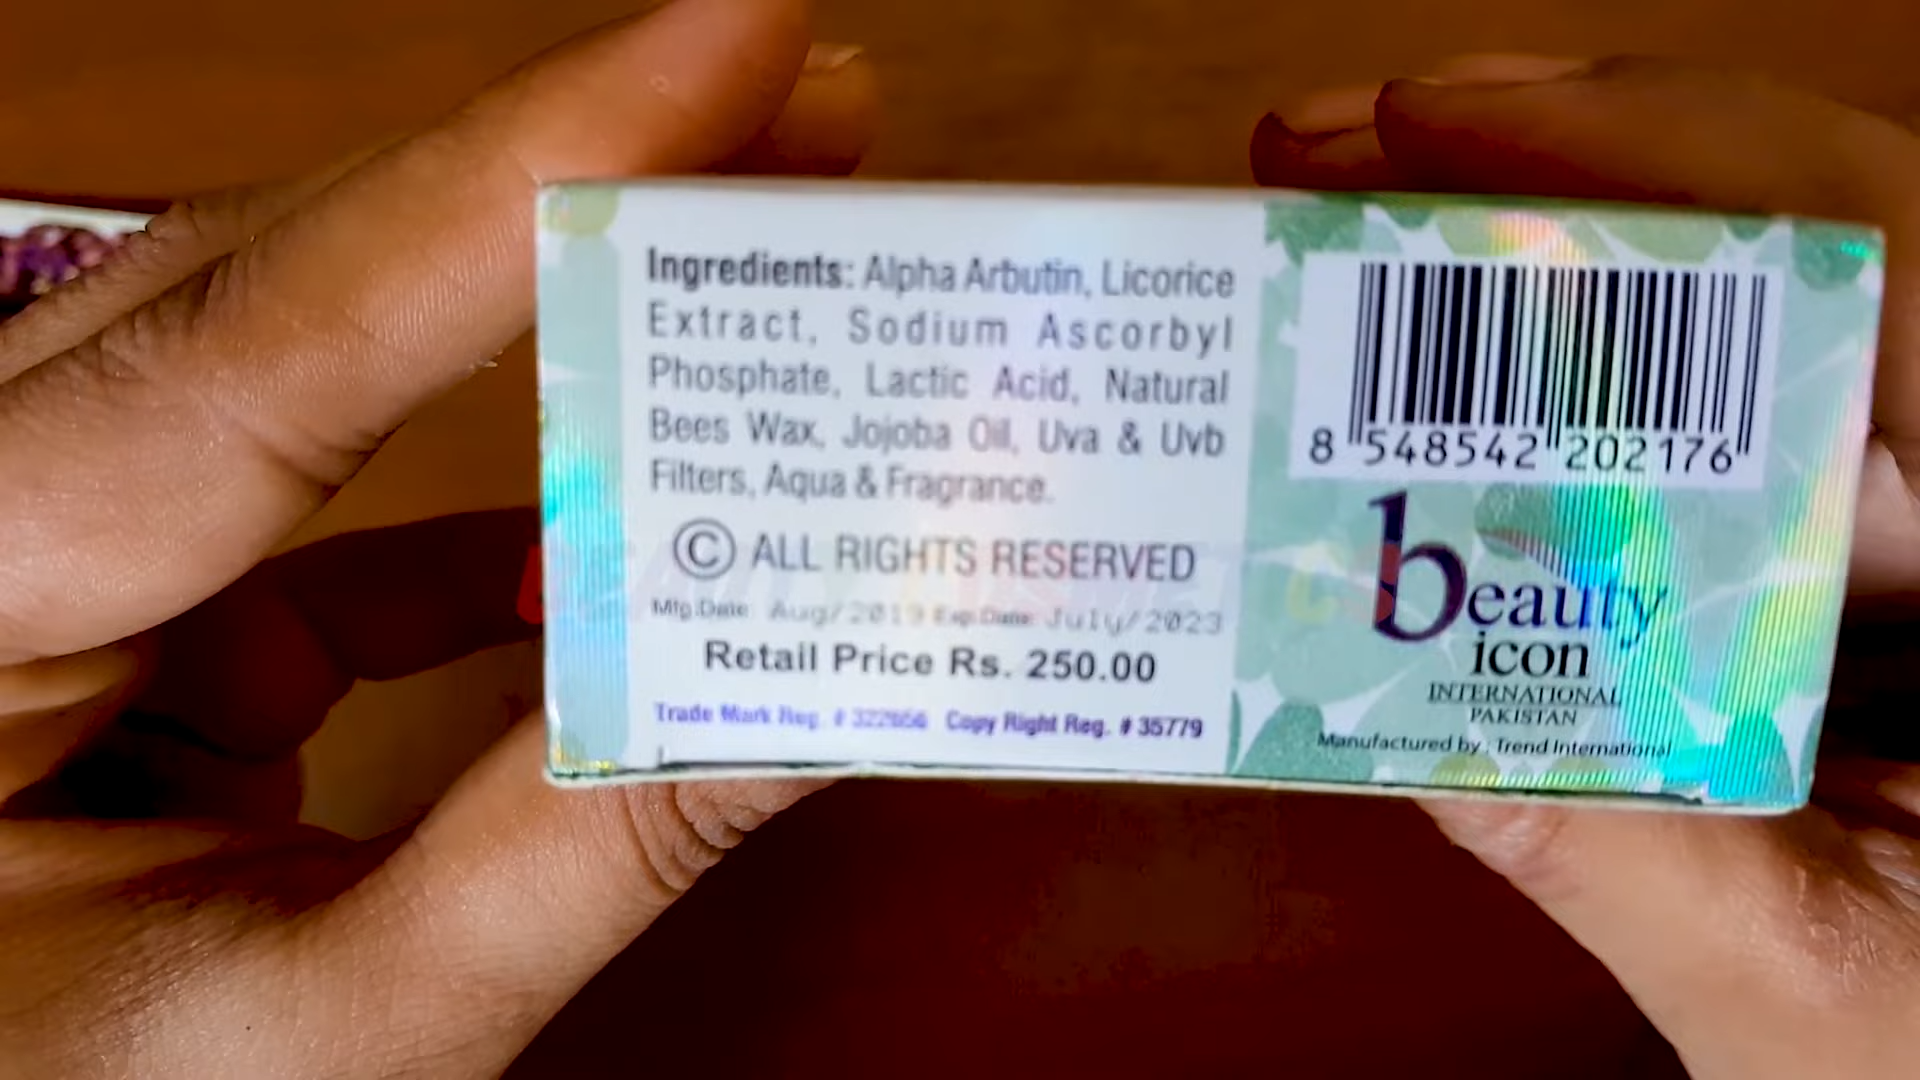 Ingredients: Alpha Arbutin, Licorice
Extract, Sodium Ascorbyl
Phosphate, Lactic Acid, Natural
Bees Wax, Jojoba Oil, Uva & Uvb
Filters, Aqua & Fragrance.
© ALL RIGHTS RESERVED
Mfg.Date: Aug/2019 Exp.Date: July/2023
Retail Price Rs. 250.00
Trade Mark Reg. # Copy Right Reg. # 35779
8 548542 202176
beauty
icon
INTERNATIONAL
PAKISTAN
Manufactured by : Trend International